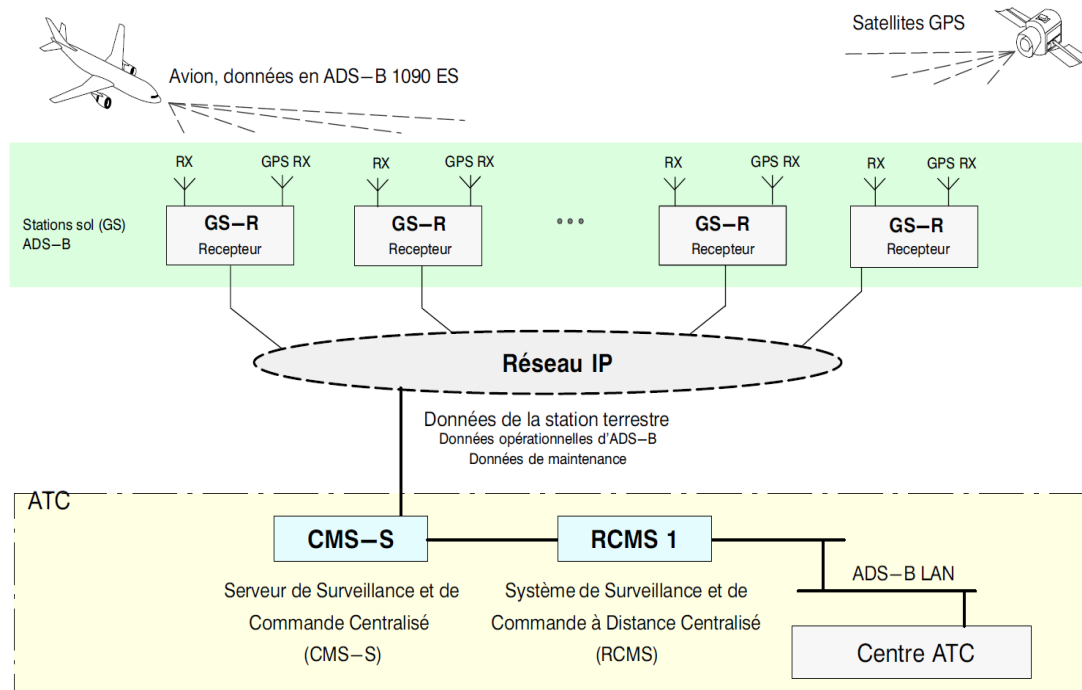 Satellites GPS
Avion, données en ADS–B 1090 ES
RX
GPS RX
RX
GPS RX
RX
GPS RX
RX
GPS RX
Stations sol (GS)
ADS–B
GS–R
Recepteur
GS–R
Recepteur
GS–R
Recepteur
GS–R
Recepteur
Réseau IP
Données de la station terrestre
Données opérationnelles d'ADS–B
Données de maintenance
ATC
CMS–S
RCMS 1
Serveur de Surveillance et de
Commande Centralisé
(CMS–S)
Système de Surveillance et de
Commande à Distance Centralisé
(RCMS)
ADS–B LAN
Centre ATC